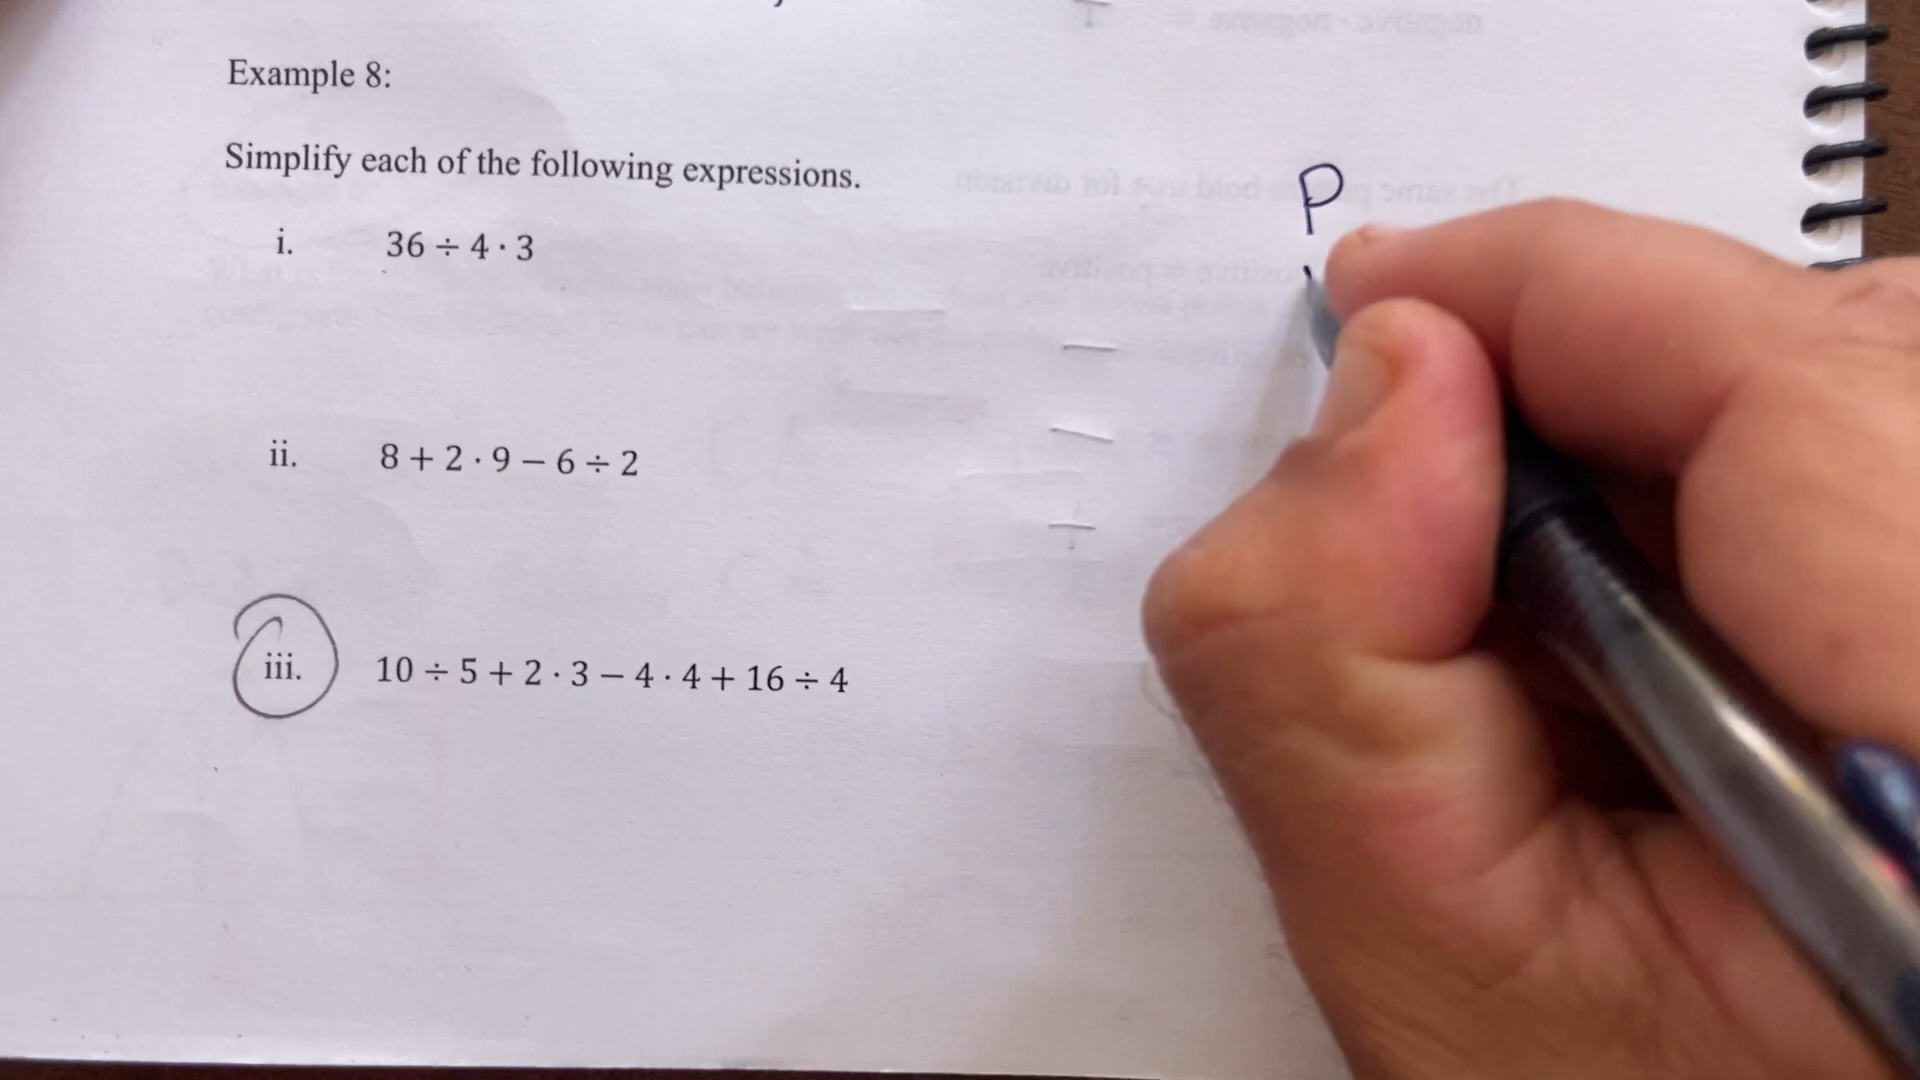 Example 8:
Simplify each of the following expressions.
P
i. 36 ÷ 4 · 3
ii. 8 + 2 · 9 − 6 ÷ 2
iii. 10 ÷ 5 + 2 · 3 − 4 · 4 + 16 ÷ 4